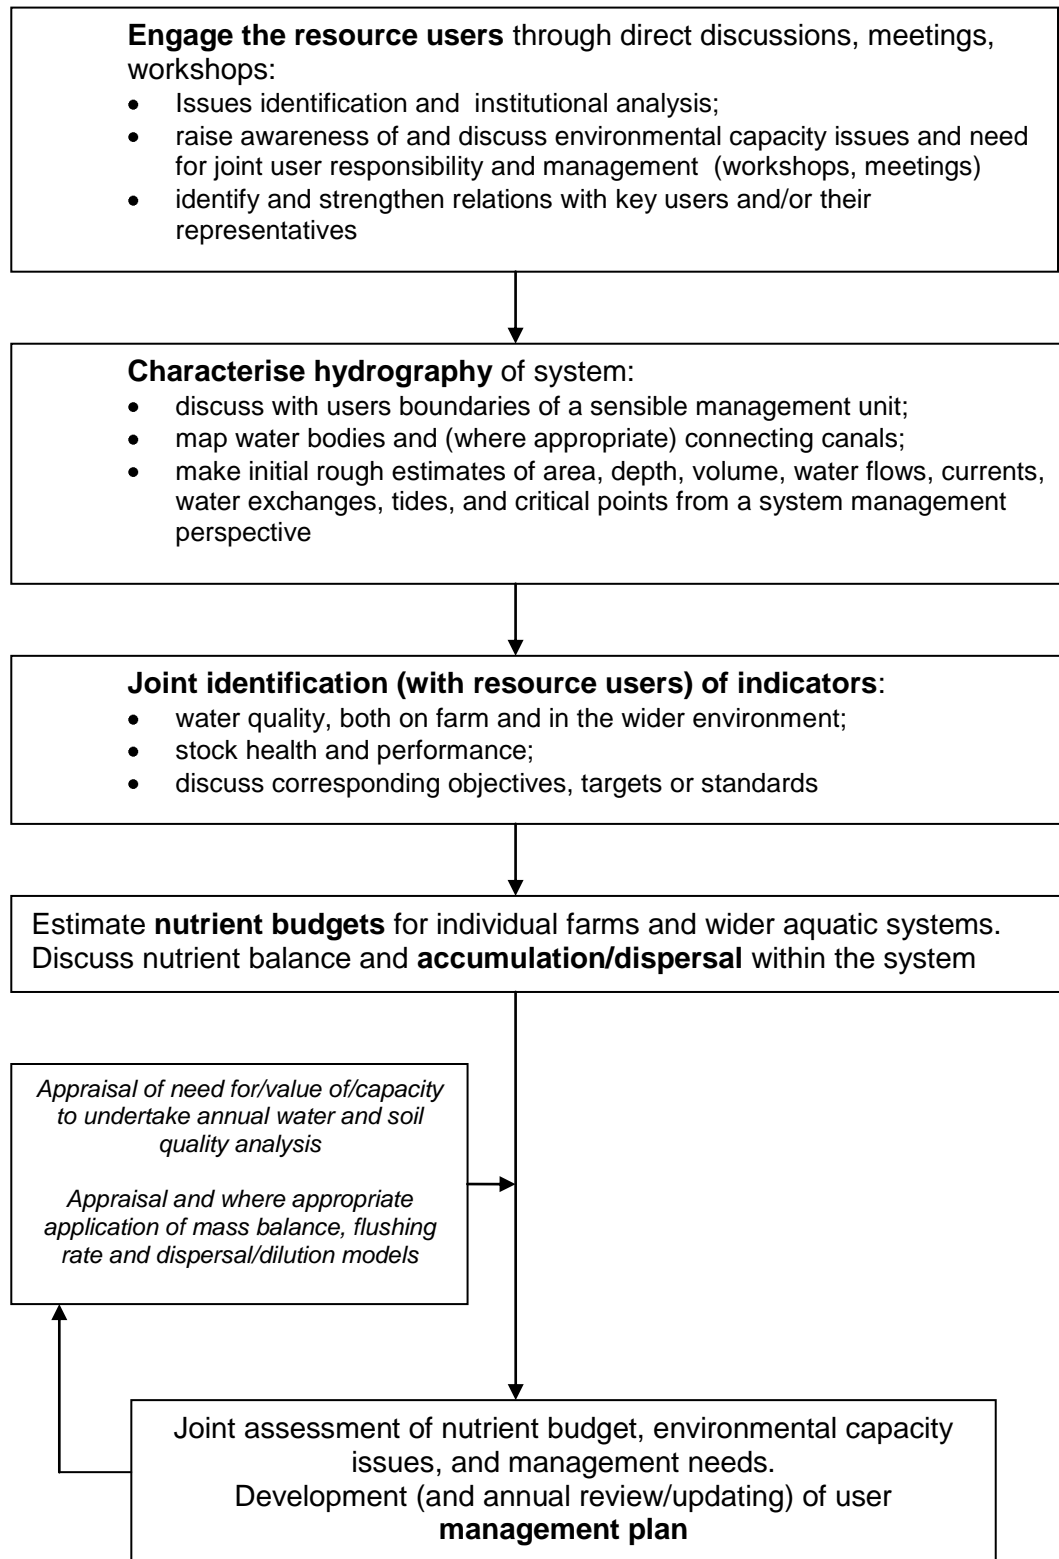 Engage the resource users through direct discussions, meetings,
workshops:
• Issues identification and institutional analysis;
• raise awareness of and discuss environmental capacity issues and need
for joint user responsibility and management (workshops, meetings)
• identify and strengthen relations with key users and/or their
representatives
Characterise hydrography of system:
• discuss with users boundaries of a sensible management unit;
• map water bodies and (where appropriate) connecting canals;
• make initial rough estimates of area, depth, volume, water flows, currents,
water exchanges, tides, and critical points from a system management
perspective
Joint identification (with resource users) of indicators:
• water quality, both on farm and in the wider environment;
• stock health and performance;
• discuss corresponding objectives, targets or standards
Estimate nutrient budgets for individual farms and wider aquatic systems.
Discuss nutrient balance and accumulation/dispersal within the system
Appraisal of need for/value of/capacity
to undertake annual water and soil
quality analysis
Appraisal and where appropriate
application of mass balance, flushing
rate and dispersal/dilution models
Joint assessment of nutrient budget, environmental capacity
issues, and management needs.
Development (and annual review/updating) of user
management plan